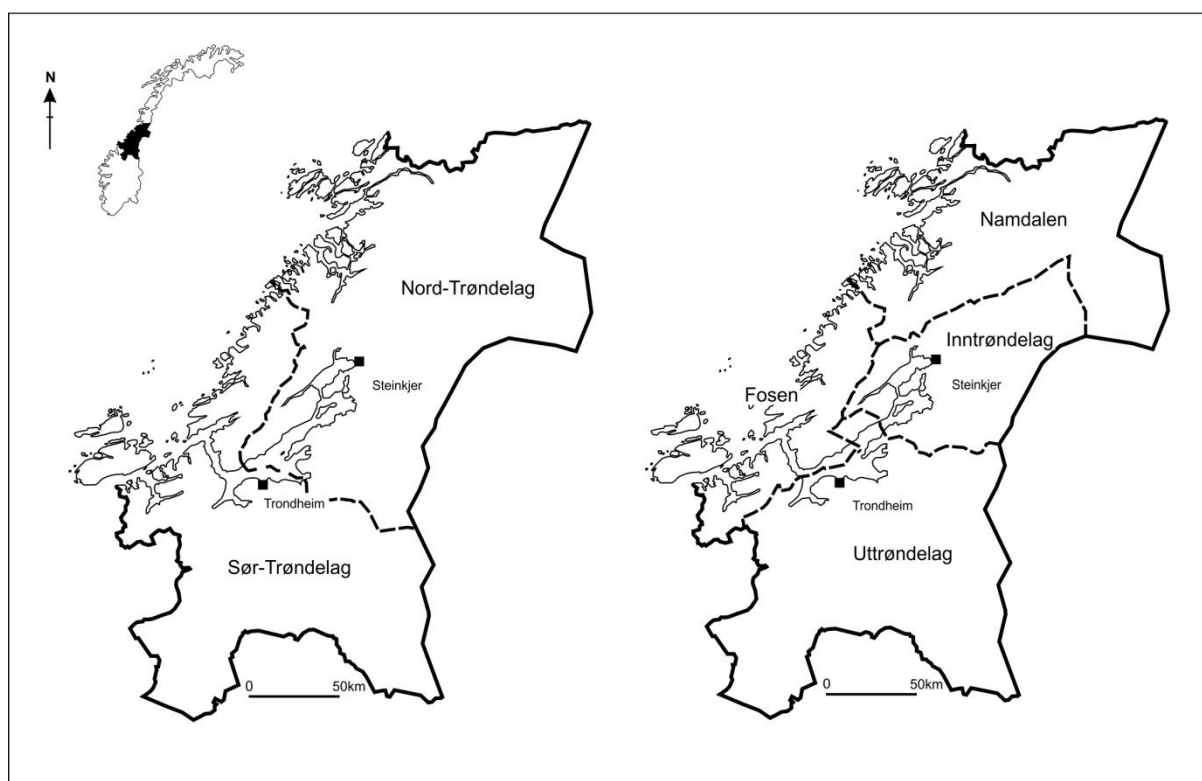 N
Nord-Trøndelag
Steinkjer
Trondheim
Sør-Trøndelag
0 50km
Namdalen
Inntrøndelag
Steinkjer
Fosen
Trondheim
Uttrøndelag
0 50km